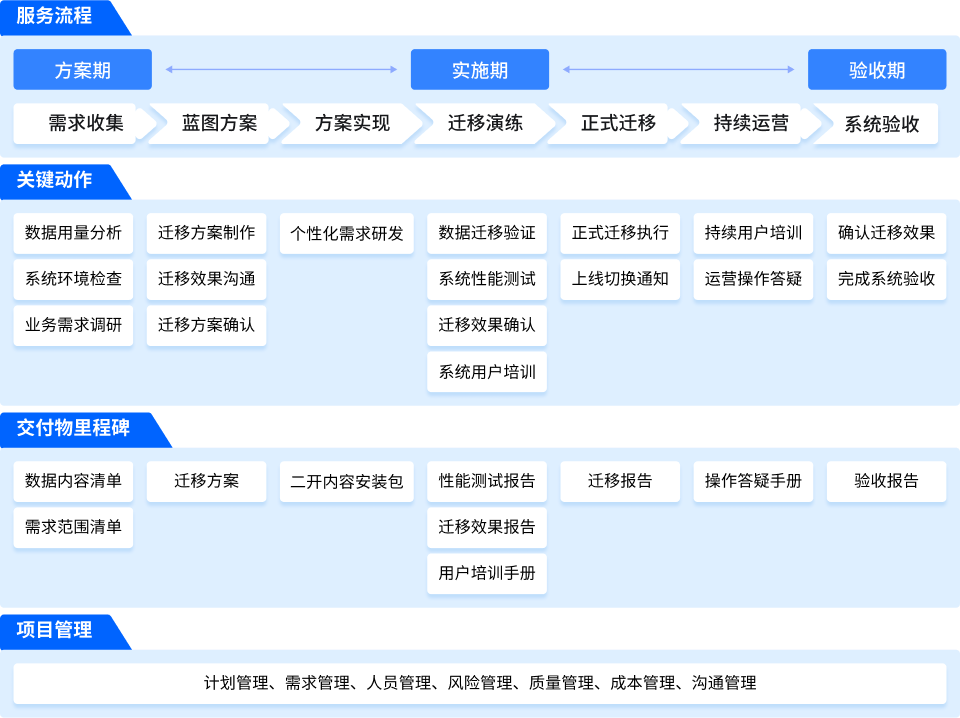 服务流程
方案期
实施期
验收期
需求收集
蓝图方案
方案实现
迁移演练
正式迁移
持续运营
系统验收
关键动作
数据用量分析
迁移方案制作
个性化需求研发
数据迁移验证
正式迁移执行
持续用户培训
确认迁移效果
系统环境检查
迁移效果沟通
系统性能测试
上线切换通知
运营操作答疑
完成系统验收
业务需求调研
迁移方案确认
迁移效果确认
系统用户培训
交付物里程碑
数据内容清单
迁移方案
二开内容安装包
性能测试报告
迁移报告
操作答疑手册
验收报告
需求范围清单
迁移效果报告
用户培训手册
项目管理
计划管理、需求管理、人员管理、风险管理、质量管理、成本管理、沟通管理